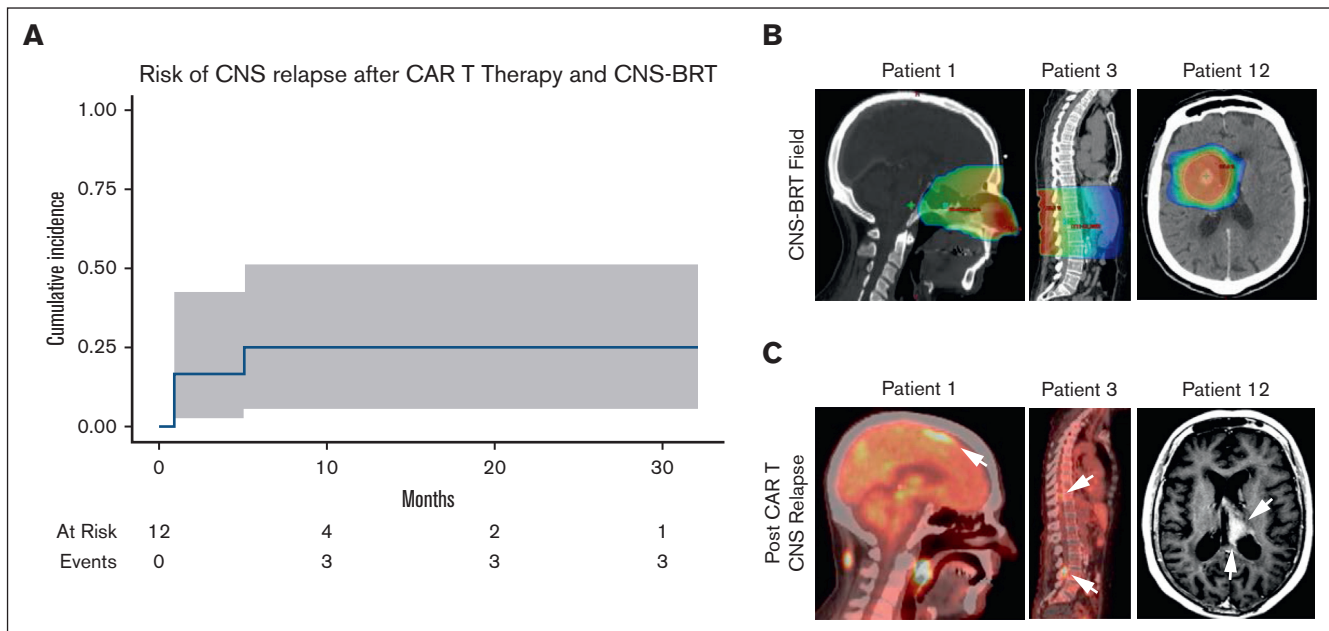 A
Risk of CNS relapse after CAR T Therapy and CNS-BRT
Cumulative incidence
1.00
0.75
0.50
0.25
0.00
0
10
20
30
Months
At Risk 12 4 2 1
Events 0 3 3 3
B
Patient 1 Patient 3 Patient 12
CNS-BRT Field
C
Patient 1 Patient 3 Patient 12
Post CAR T
CNS Relapse